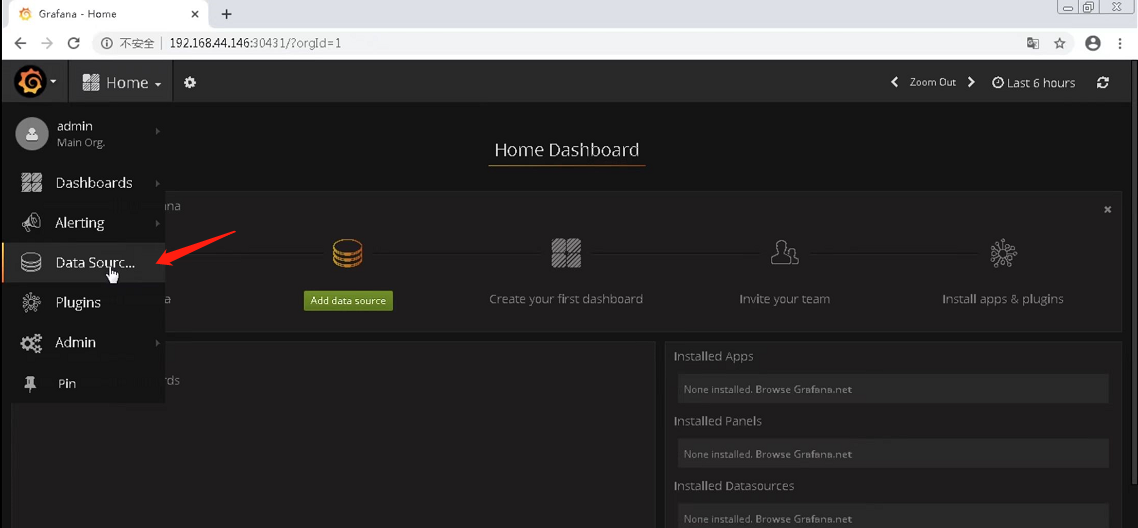 Grafana - Home
不安全 192.168.44.146:30431/?orgId=1
Home
Zoom Out
Last 6 hours
admin
Main Org.
Home Dashboard
Dashboards
Alerting
Data Sourc...
Plugins
Admin
Pin
Add data source
Create your first dashboard
Invite your team
Install apps & plugins
Installed Apps
None installed. Browse Grafana.net
Installed Panels
None installed. Browse Grafana.net
Installed Datasources
None installed. Browse Grafana.net